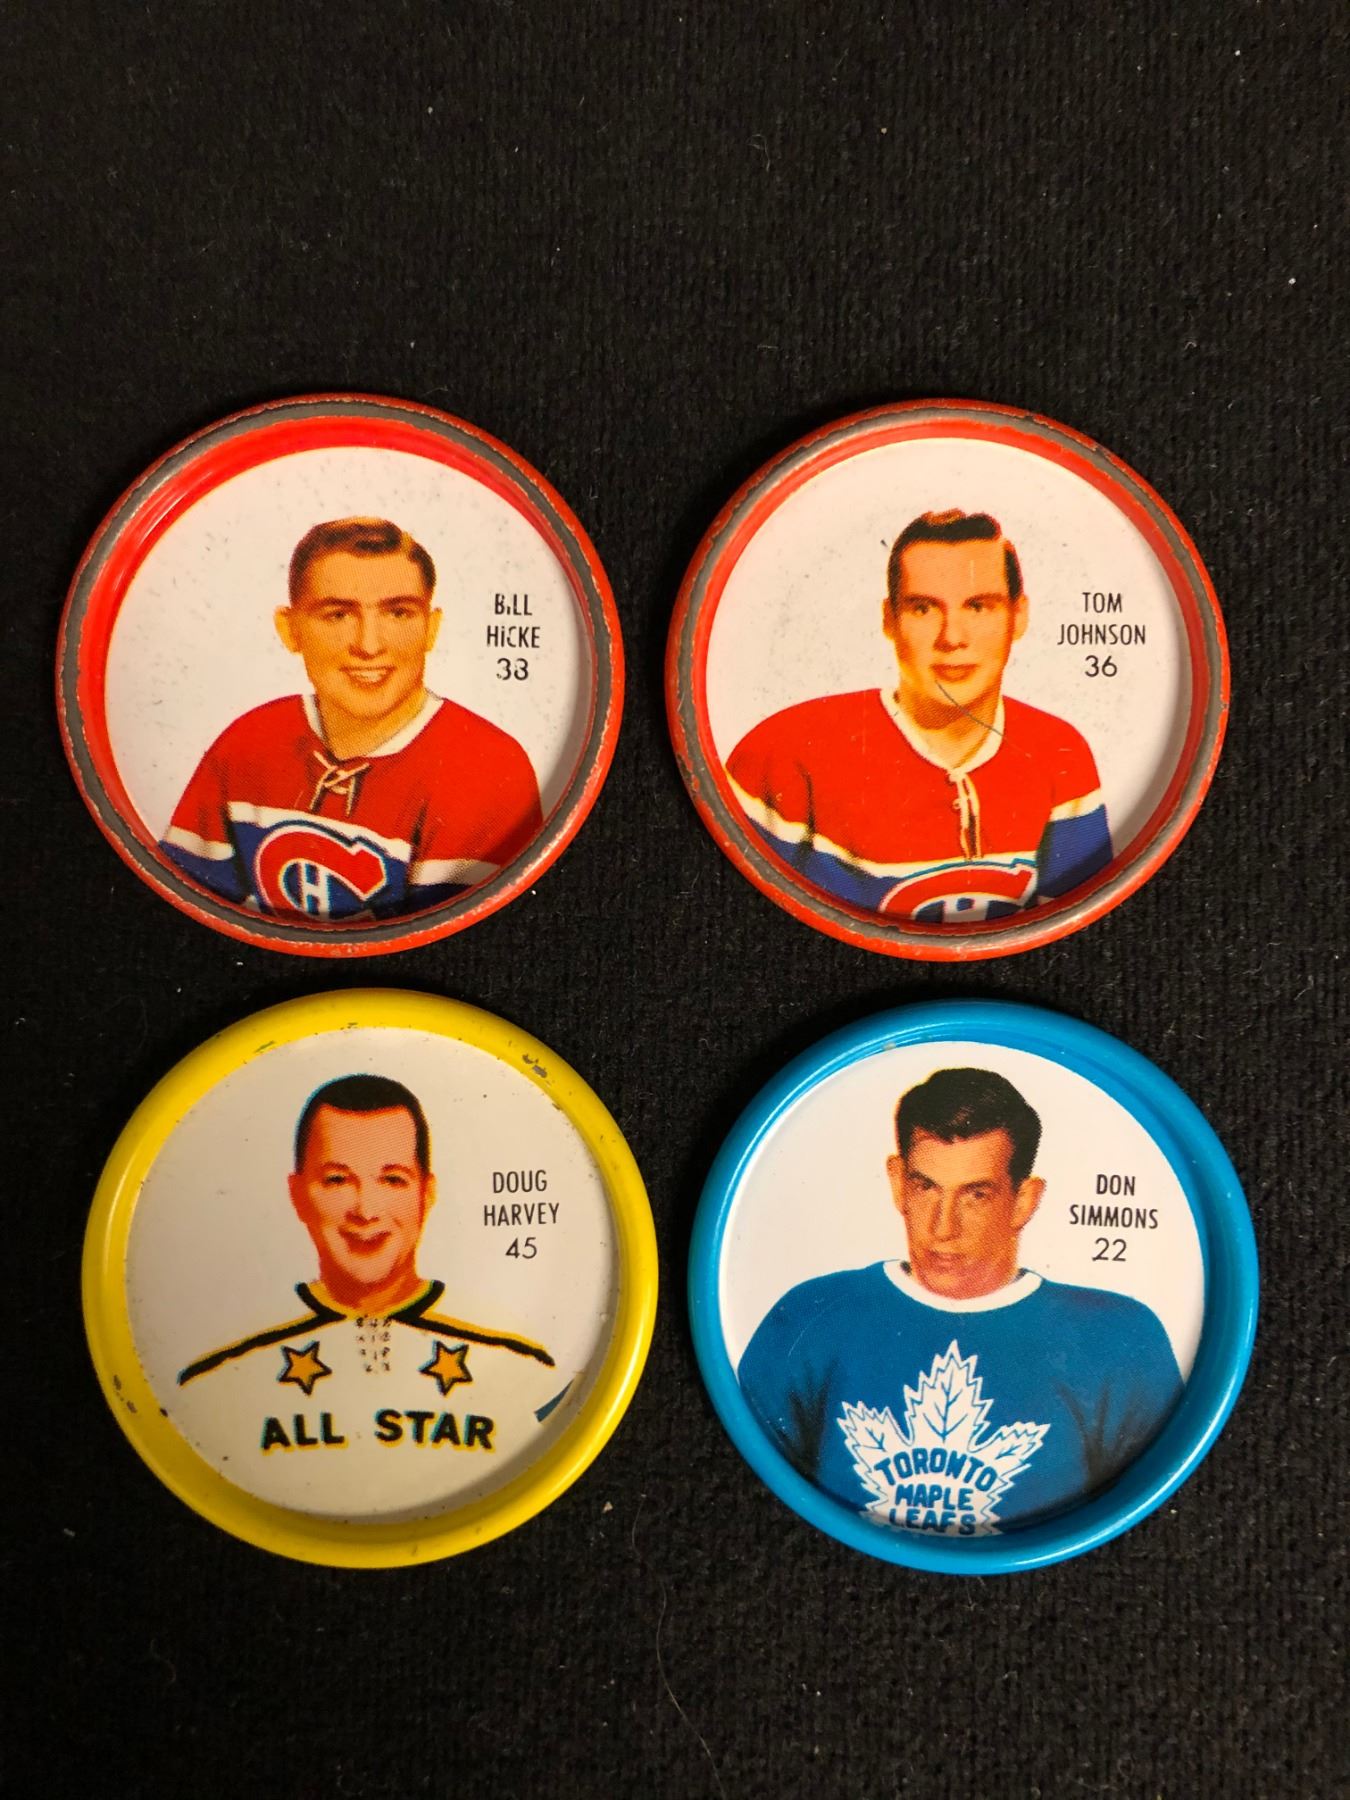 BILL
HICKE
38
TOM
JOHNSON
36
DOUG
HARVEY
45
ALL STAR
DON
SIMMONS
22
TORONTO
MAPLE
LEAFS